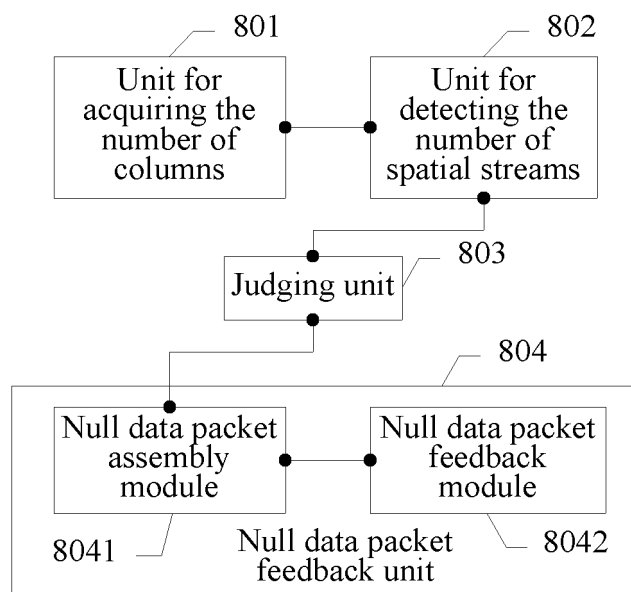 801
802
Unit for
acquiring the
number of
columns
Unit for
detecting the
number of
spatial streams
803
Judging unit
804
Null data packet
assembly
module
Null data packet
feedback
module
8041
8042
Null data packet
feedback unit